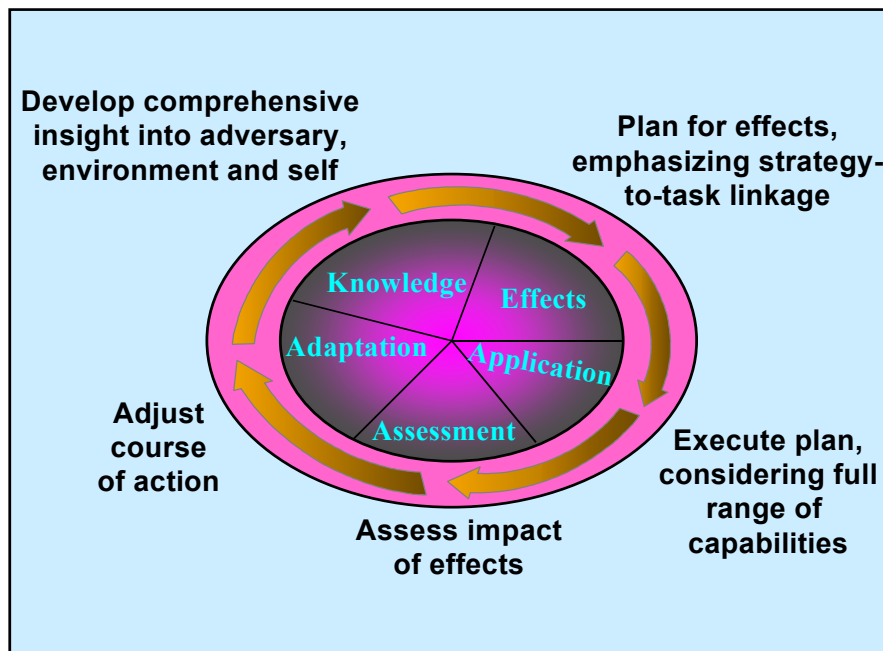 Develop comprehensive
insight into adversary,
environment and self
Plan for effects,
emphasizing strategy-
to-task linkage
Knowledge
Effects
Adaptation
Application
Assessment
Adjust
course
of action
Execute plan,
considering full
range of
capabilities
Assess impact
of effects